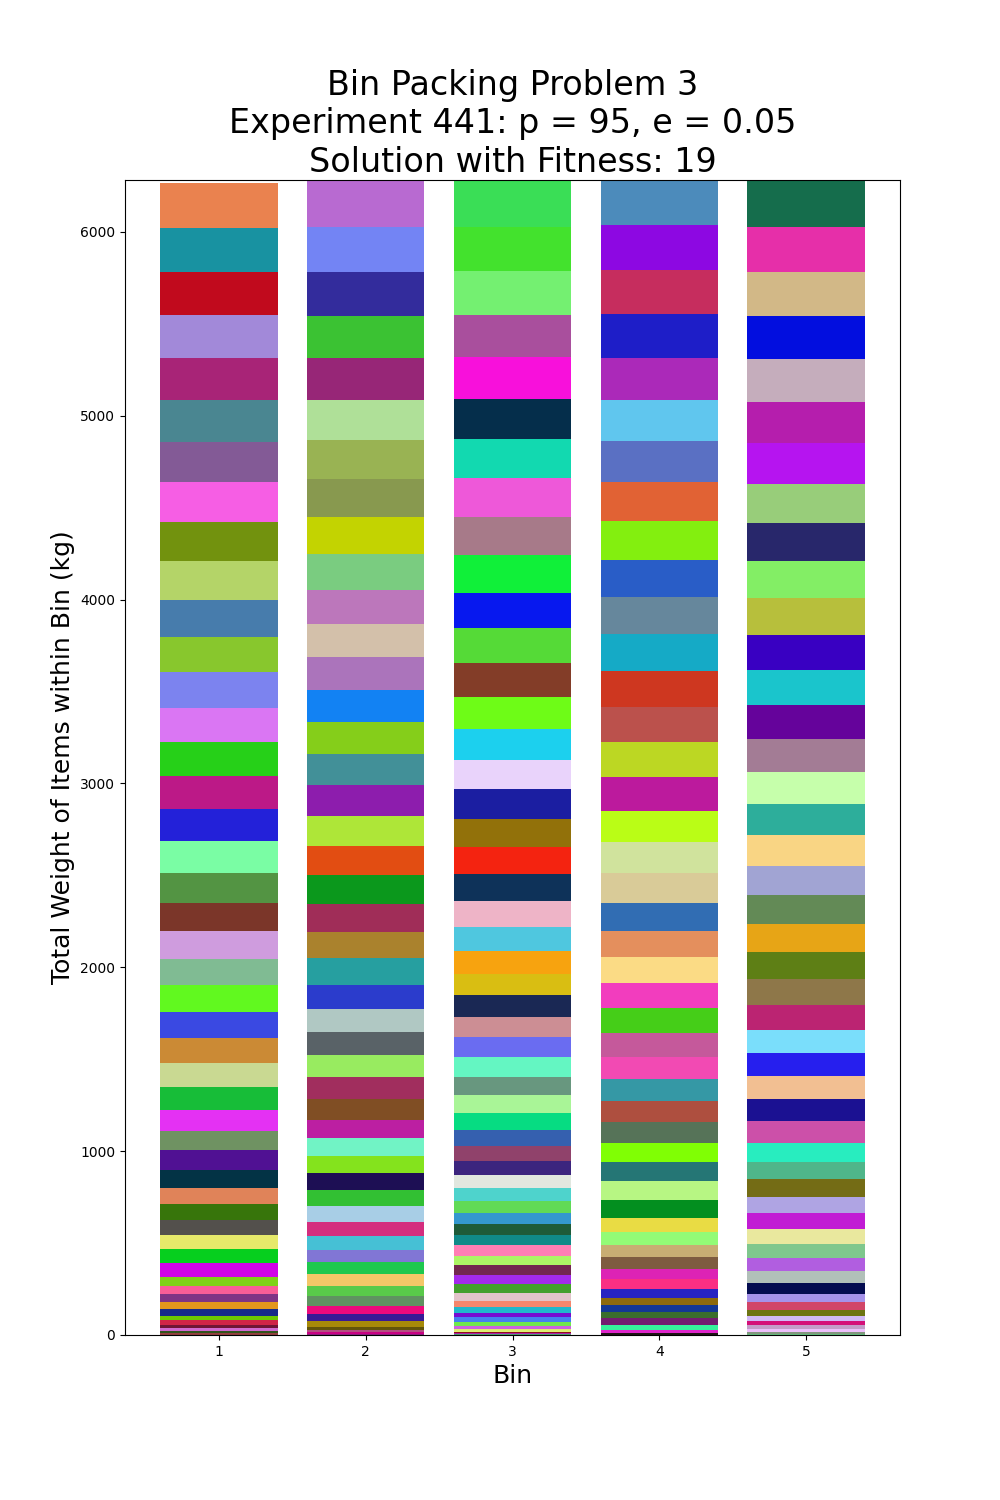 Bin Packing Problem 3
Experiment 441: p = 95, e = 0.05
Solution with Fitness: 19
Total Weight of Items within Bin (kg)
6000
5000
4000
3000
2000
1000
0
1 2 3 4 5
Bin